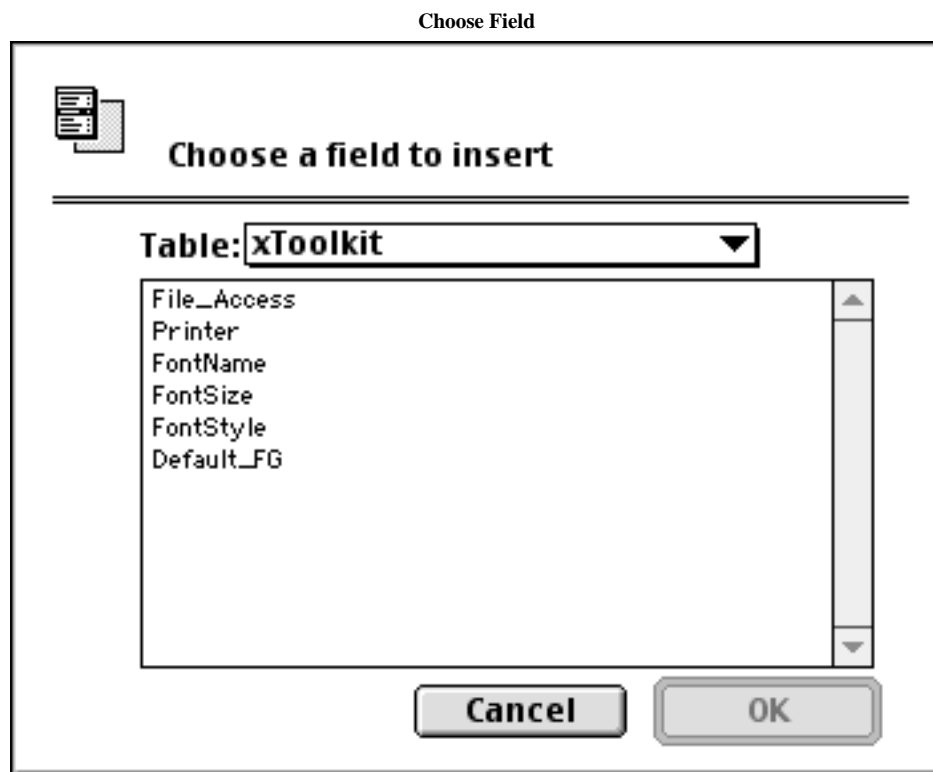 Choose Field
Choose a field to insert
Table: xToolkit
File_Access
Printer
FontName
FontSize
FontStyle
Default_FG
Cancel OK